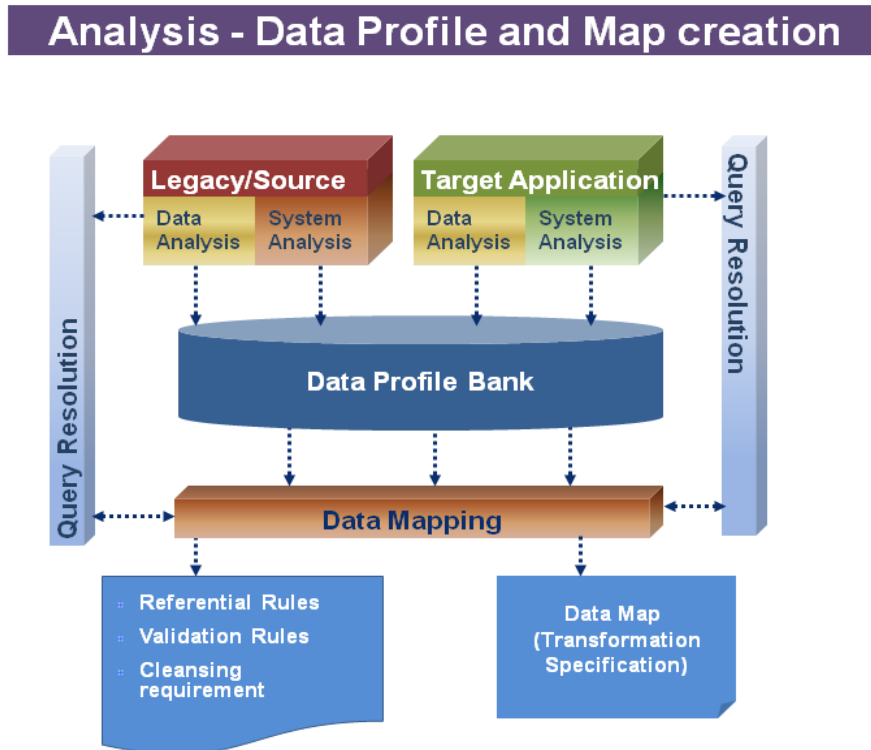 Analysis - Data Profile and Map creation
Legacy/Source
Data
Analysis
System
Analysis
Target Application
Data
Analysis
System
Analysis
Query Resolution
Query Resolution
Data Profile Bank
Data Mapping
Referential Rules
Validation Rules
Cleansing
requirement
Data Map
(Transformation
Specification)